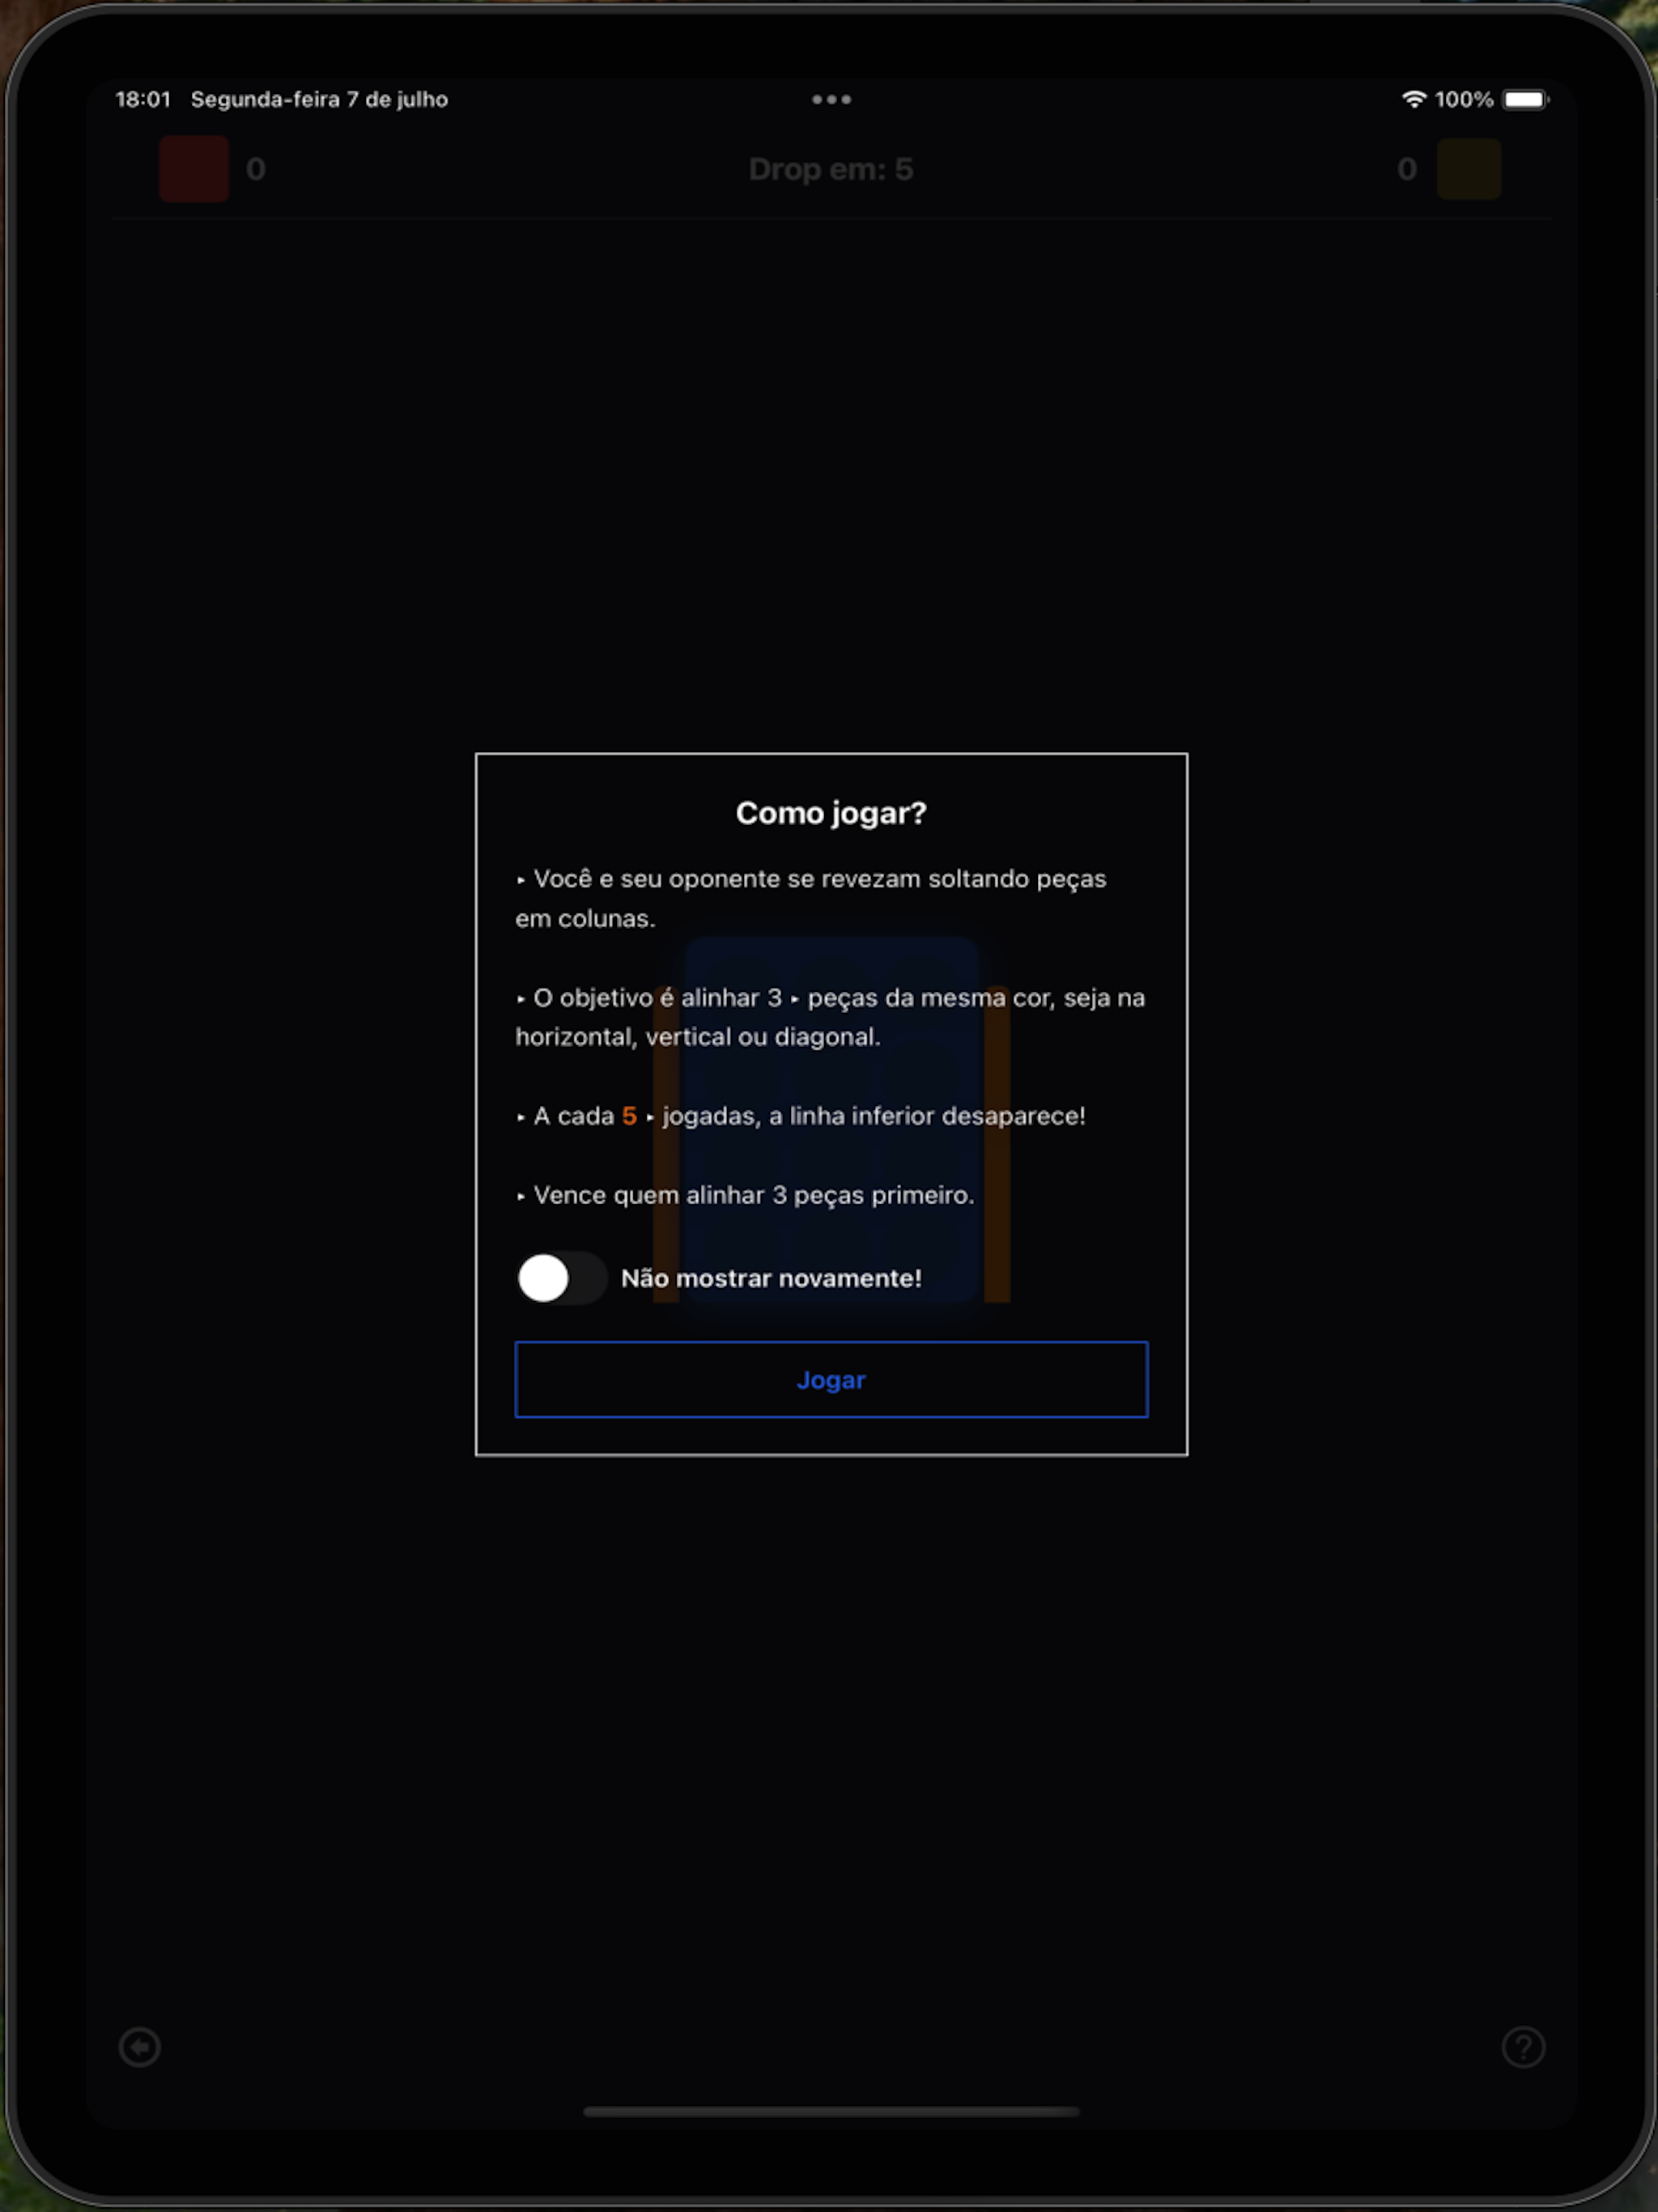 18:01 Segunda-feira 7 de julho 100%
0 Drop em: 5 0
Como jogar?
‣ Você e seu oponente se revezam soltando peças
em colunas.
‣ O objetivo é alinhar 3 ‣ peças da mesma cor, seja na
horizontal, vertical ou diagonal.
‣ A cada 5 ‣ jogadas, a linha inferior desaparece!
‣ Vence quem alinhar 3 peças primeiro.
Não mostrar novamente!
Jogar
?